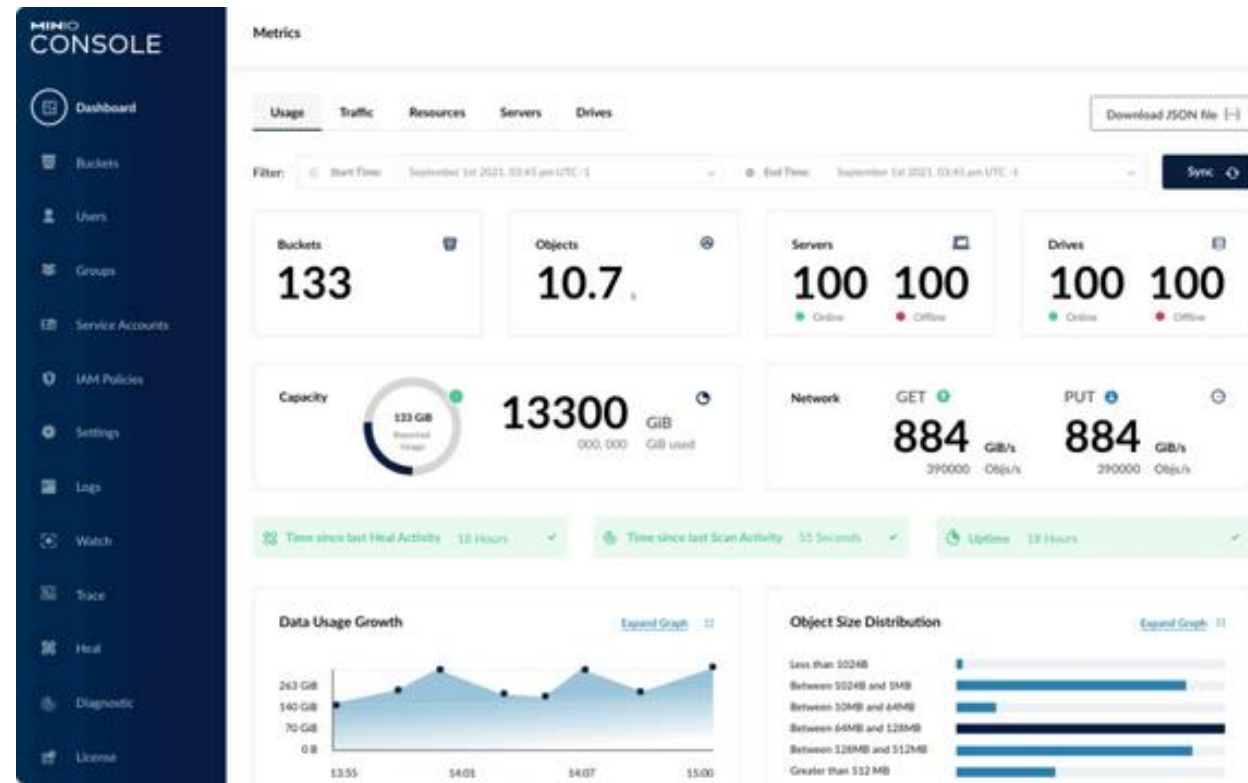 MINIO
CONSOLE
Dashboard
Buckets
Users
Groups
Service Accounts
IAM Policies
Settings
Logs
Watch
Trace
Heal
Diagnostic
License
Metrics
Usage Traffic Resources Servers Drives
Download JSON file
Filter: Start Time: September 1st 2021, 03:45 pm UTC -1 End Time: September 1st 2021, 03:45 pm UTC -1 Sync
Buckets
133
Objects
10.7
Servers
100 100
Online Offline
Drives
100 100
Online Offline
Capacity
133 GiB
Reported
Usage
13300 GiB
000, 000 GiB used
Network
GET PUT
884 GiB/s 884 GiB/s
390000 Objs/s 390000 Objs/s
Time since last Heal Activity 18 Hours
Time since last Scan Activity 55 Seconds
Uptime 18 Hours
Data Usage Growth Expand Graph
263 GiB
140 GiB
70 GiB
0 B
13:55 14:01 14:07 15:00
Object Size Distribution Expand Graph
Less than 1024B
Between 1024B and 1MB
Between 10MB and 64MB
Between 64MB and 128MB
Between 128MB and 512MB
Greater than 512 MB